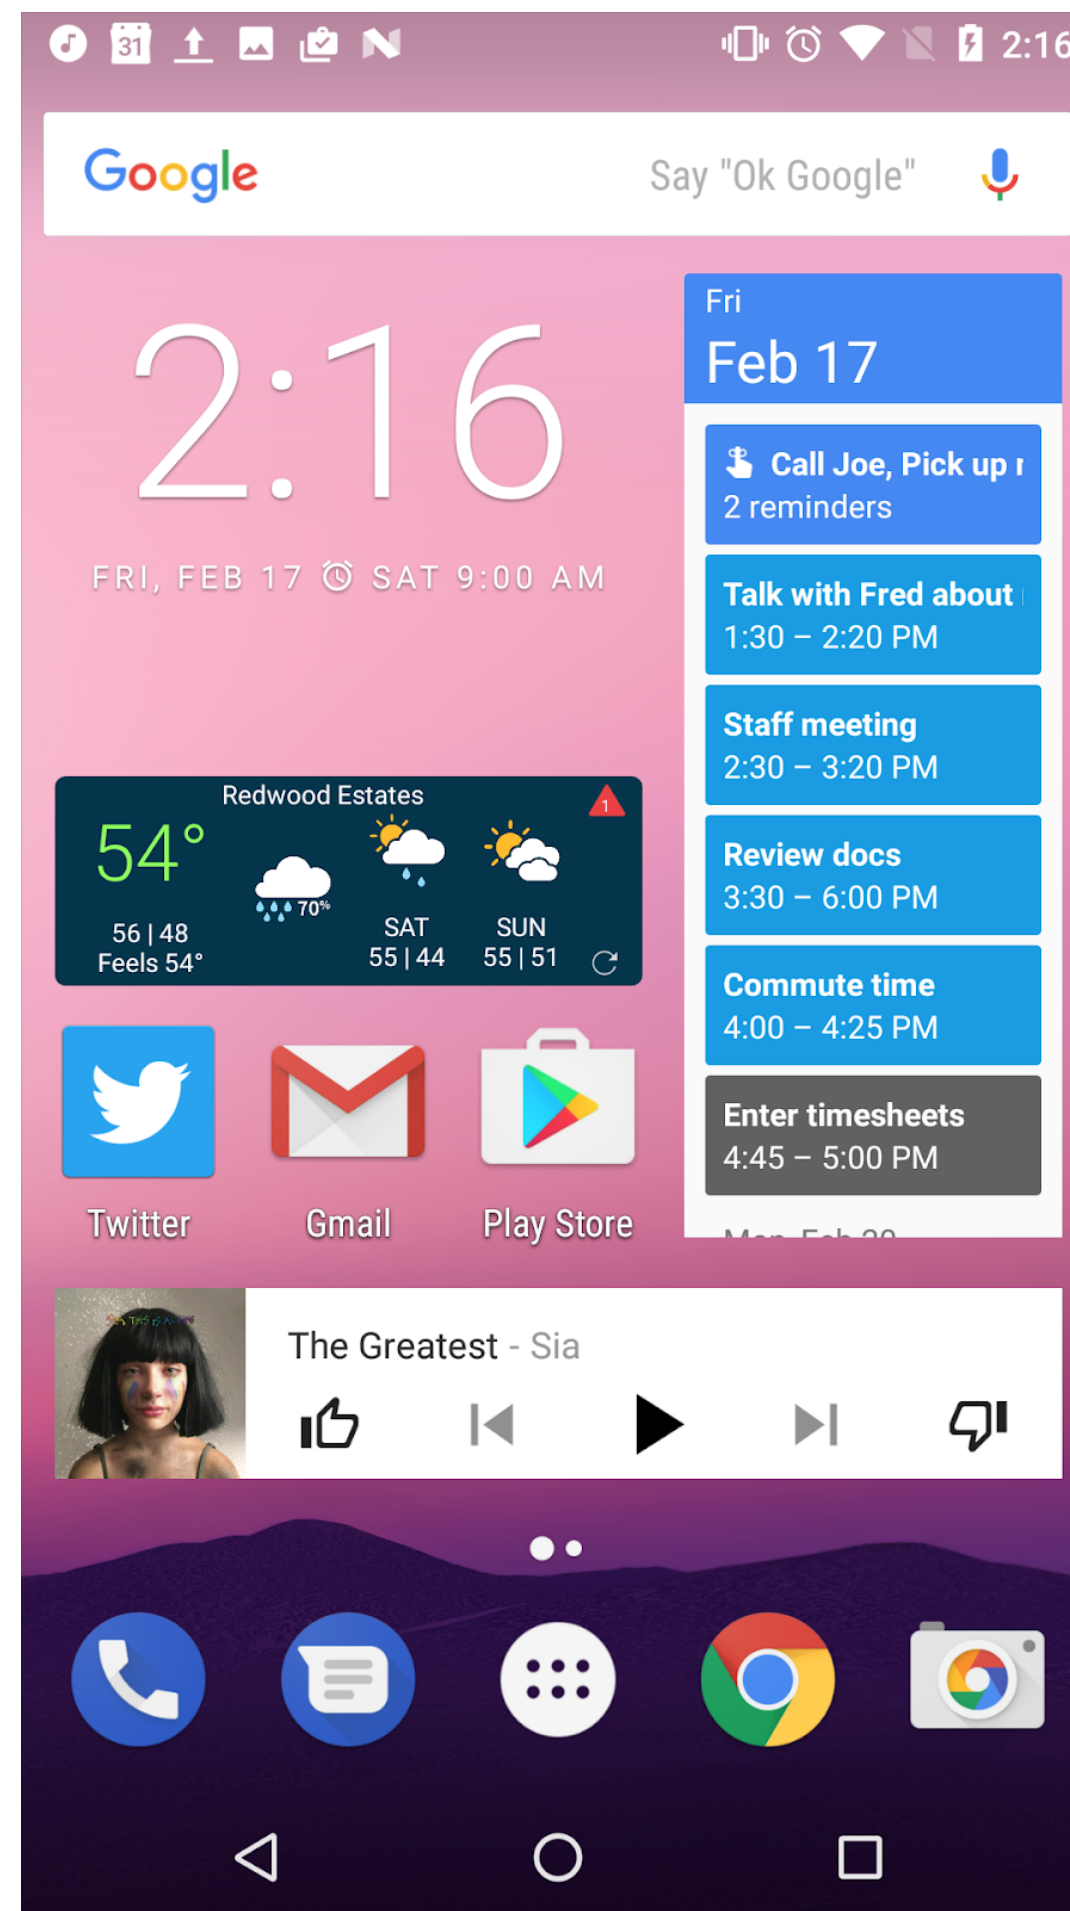 31
2:16
Google
Say "Ok Google"
2:16
FRI, FEB 17 SAT 9:00 AM
Fri
Feb 17
Call Joe, Pick up
2 reminders
Talk with Fred about
1:30 – 2:20 PM
Staff meeting
2:30 – 3:20 PM
Review docs
3:30 – 6:00 PM
Commute time
4:00 – 4:25 PM
Enter timesheets
4:45 – 5:00 PM
Mon, Feb 20
Redwood Estates
1
54°
70%
56 | 48
Feels 54°
SAT
55 | 44
SUN
55 | 51
Twitter
Gmail
Play Store
The Greatest - Sia